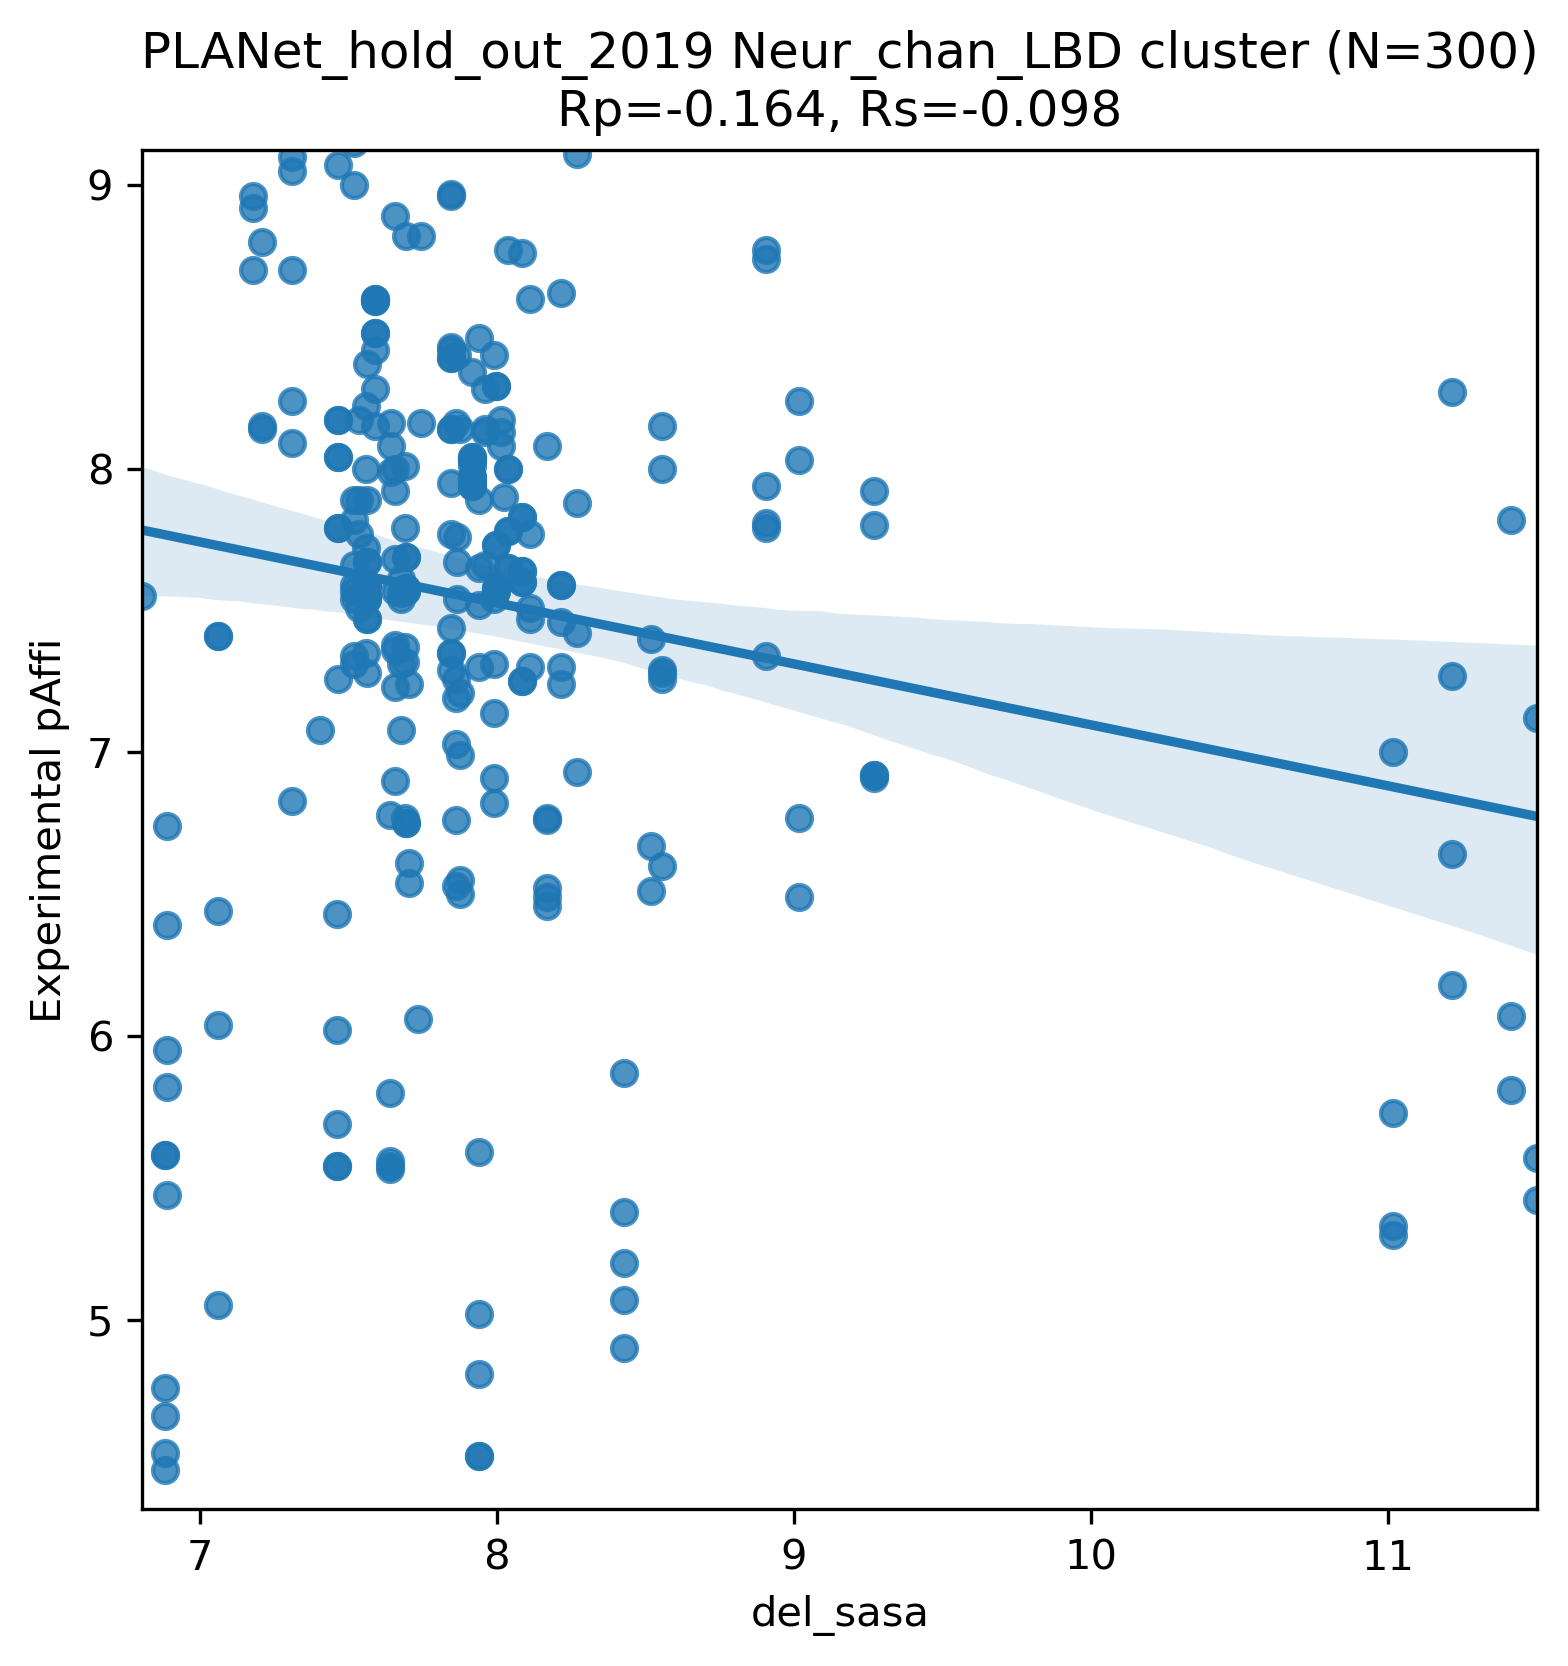 PLANet_hold_out_2019 Neur_chan_LBD cluster (N=300)
Rp=-0.164, Rs=-0.098
9
8
7
6
5
Experimental pAffi
7 8 9 10 11
del_sasa